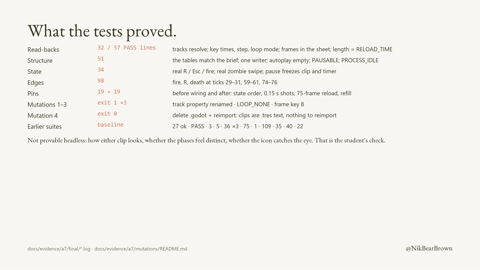 What the tests proved.
Read-backs 32 / 57 PASS lines tracks resolve; key times, step, loop mode; frames in the sheet; length = RELOAD_TIME
Structure 51 the tables match the brief; one writer; autoplay empty; PAUSABLE; PROCESS_IDLE
State 34 real R / Esc / fire; real zombie swipe; pause freezes clip and timer
Edges 98 fire, R, death at ticks 29–31, 59–61, 74–76
Pins 19 + 19 before wiring and after: state order, 0.15 s shots, 75-frame reload, refill
Mutations 1–3 exit 1 ×3 track property renamed · LOOP_NONE · frame key 8
Mutation 4 exit 0 delete .godot + reimport: clips are .tres text, nothing to reimport
Earlier suites baseline 27 ok · PASS · 3 · 5 · 36 ×3 · 75 · 1 · 109 · 35 · 40 · 22
Not provable headless: how either clip looks, whether the phases feel distinct, whether the icon catches the eye. That is the student's check.
docs/evidence/a7/final/*.log · docs/evidence/a7/mutations/README.md
@NikBearBrown